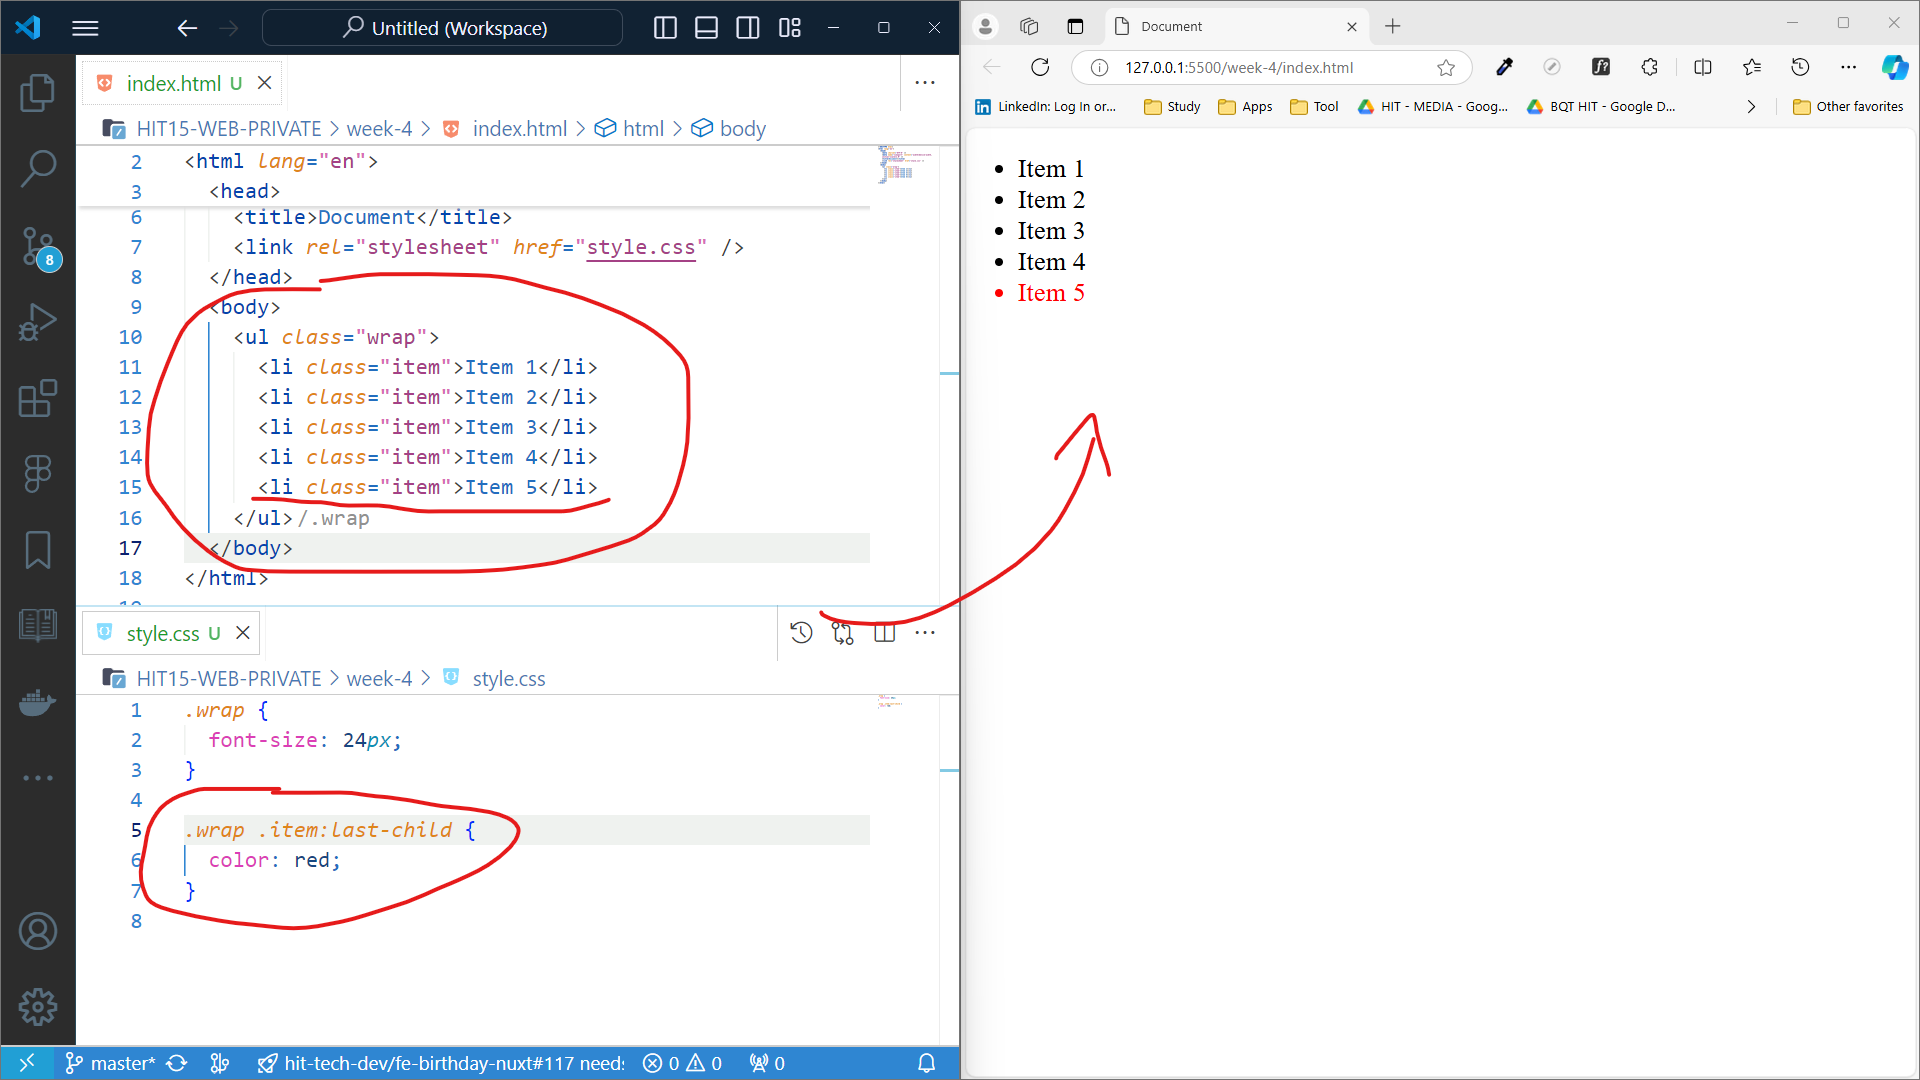 Untitled (Workspace)
index.html U
HIT15-WEB-PRIVATE > week-4 > index.html > html > body
2 <html lang="en">
3 <head>
6 <title>Document</title>
7 <link rel="stylesheet" href="style.css" />
8 </head>
9 <body>
10 <ul class="wrap">
11 <li class="item">Item 1</li>
12 <li class="item">Item 2</li>
13 <li class="item">Item 3</li>
14 <li class="item">Item 4</li>
15 <li class="item">Item 5</li>
16 </ul>/.wrap
17 </body>
18 </html>
8
style.css U
HIT15-WEB-PRIVATE > week-4 > style.css
1 .wrap {
2 font-size: 24px;
3 }
4
5 .wrap .item:last-child {
6 color: red;
7 }
8
master* hit-tech-dev/fe-birthday-nuxt#117 needs 0 0 0
Document
127.0.0.1:5500/week-4/index.html
f?
LinkedIn: Log In or... Study Apps Tool HIT - MEDIA - Goog... BQT HIT - Google D... Other favorites
Item 1
Item 2
Item 3
Item 4
Item 5